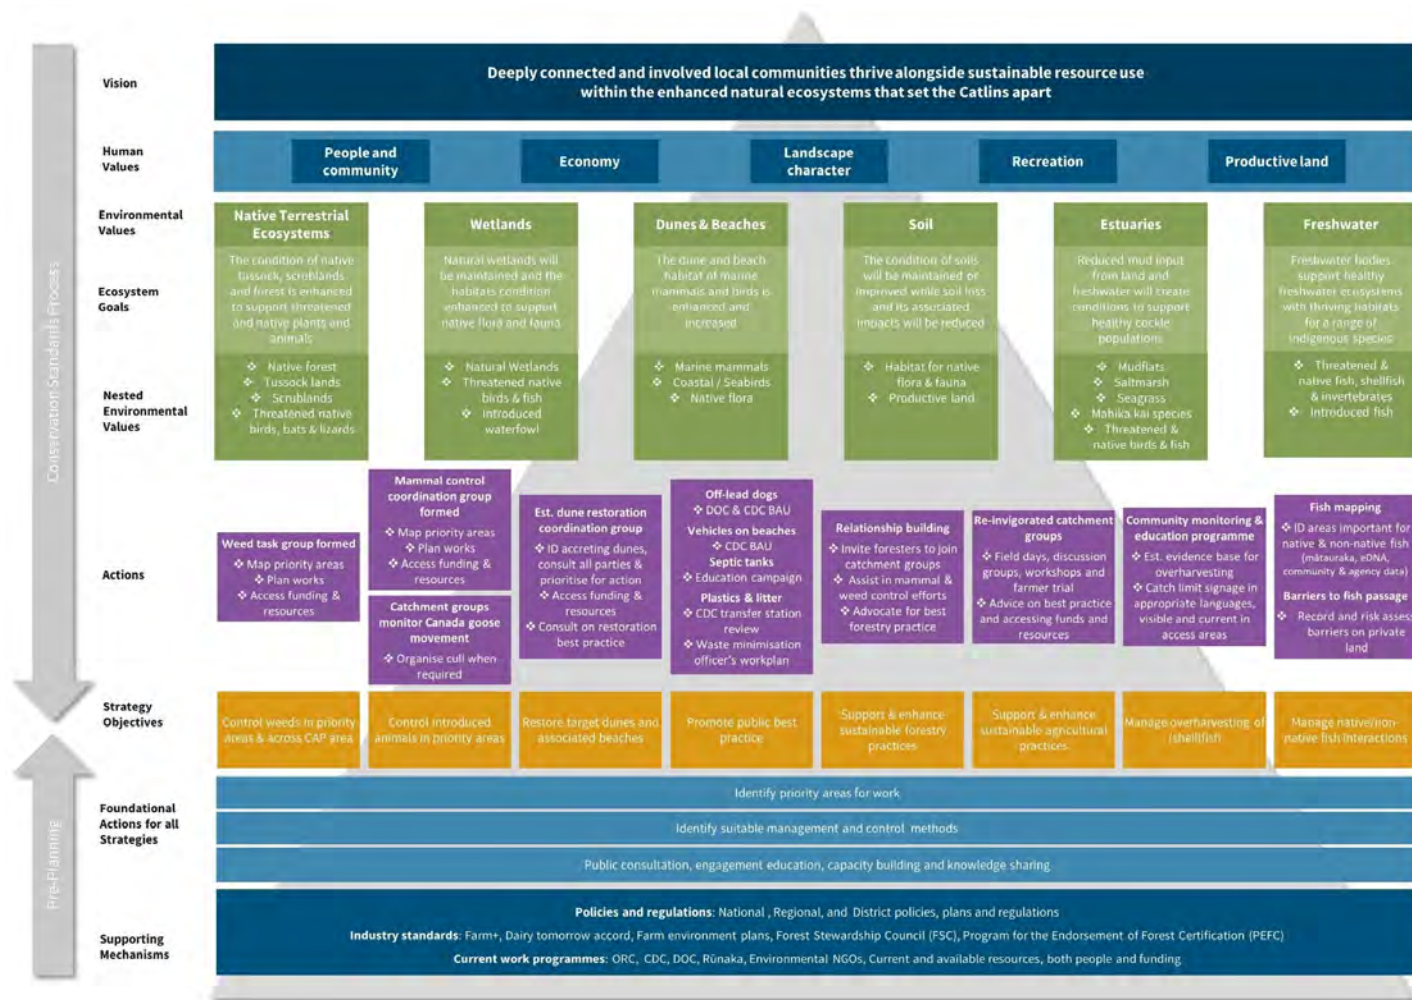 Vision
Deeply connected and involved local communities thrive alongside sustainable resource use
within the enhanced natural ecosystems that set the Catlins apart
Human
Values
People and
community
Economy
Landscape
character
Recreation
Productive land
Environmental
Values
Native Terrestrial
Ecosystems
Wetlands
Dunes & Beaches
Soil
Estuaries
Freshwater
Ecosystem
Goals
The condition of native
tussock, scrublands
and forest is enhanced
to support threatened
and native plants and
animals
Natural wetlands will
be maintained and the
habitats condition
enhanced to support
native flora and fauna
The dune and beach
habitat of marine
mammals and birds is
enhanced and
increased
The condition of soils
will be maintained or
improved while soil loss
and its associated
impacts will be reduced
Reduced mud input
from land and
freshwater will create
conditions to support
healthy cockle
populations
Freshwater bodies
support healthy
freshwater ecosystems
with thriving habitats
for a range of
indigenous species
Nested
Environmental
Values
❖ Native forest
❖ Tussock lands
❖ Scrublands
❖ Threatened native
birds, bats & lizards
❖ Natural Wetlands
❖ Threatened native
birds & fish
❖ Introduced
waterfowl
❖ Marine mammals
❖ Coastal / Seabirds
❖ Native flora
❖ Habitat for native
flora & fauna
❖ Productive land
❖ Mudflats
❖ Saltmarsh
❖ Seagrass
❖ Mahika kai species
❖ Threatened &
native birds & fish
❖ Threatened &
native fish, shellfish
& invertebrates
❖ Introduced fish
Actions
Weed task group formed
❖ Map priority areas
❖ Plan works
❖ Access funding &
resources
Mammal control
coordination group
formed
❖ Map priority areas
❖ Plan works
❖ Access funding &
resources
Catchment groups
monitor Canada goose
movement
❖ Organise cull when
required
Est. dune restoration
coordination group
❖ ID accreting dunes,
consult all parties &
prioritise for action
❖ Access funding &
resources
❖ Consult on restoration
best practice
Off-lead dogs
❖ DOC & CDC BAU
Vehicles on beaches
❖ CDC BAU
Septic tanks
❖ Education campaign
Plastics & litter
❖ CDC transfer station
review
❖ Waste minimisation
officer's workplan
Relationship building
❖ Invite foresters to join
catchment groups
❖ Assist in mammal &
weed control efforts
❖ Advocate for best
forestry practice
Re-invigorated catchment
groups
❖ Field days, discussion
groups, workshops and
farmer trial
❖ Advice on best practice
and accessing funds and
resources
Community monitoring &
education programme
❖ Est. evidence base for
overharvesting
❖ Catch limit signage in
appropriate languages,
visible and current in
access areas
Fish mapping
❖ ID areas important for
native & non-native fish
(mātauraka, eDNA,
community & agency data)
Barriers to fish passage
❖ Record and risk assess
barriers on private
land
Strategy
Objectives
Control weeds in priority
areas & across CAP area
Control introduced
animals in priority areas
Restore target dunes and
associated beaches
Promote public best
practice
Support & enhance
sustainable forestry
practices
Support & enhance
sustainable agricultural
practices
Manage overharvesting of
(shellfish
Manage native/non-
native fish interactions
Foundational
Actions for all
Strategies
Identify priority areas for work
Identify suitable management and control methods
Public consultation, engagement education, capacity building and knowledge sharing
Supporting
Mechanisms
Policies and regulations: National , Regional, and District policies, plans and regulations
Industry standards: Farm+, Dairy tomorrow accord, Farm environment plans, Forest Stewardship Council (FSC), Program for the Endorsement of Forest Certification (PEFC)
Current work programmes: ORC, CDC, DOC, Rūnaka, Environmental NGOs, Current and available resources, both people and funding
Conservation Standards Process
Pre-Planning